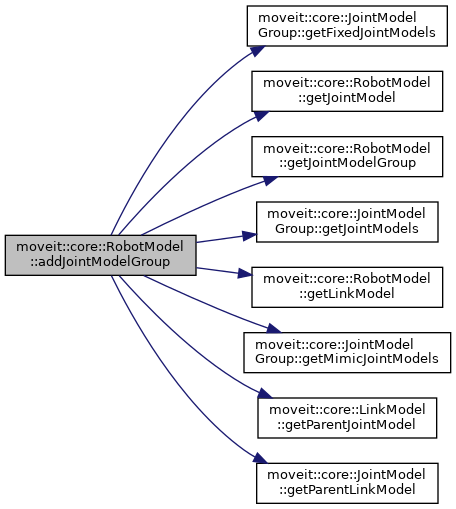 moveit::core::JointModel
Group::getFixedJointModels
moveit::core::RobotModel
::getJointModel
moveit::core::RobotModel
::getJointModelGroup
moveit::core::JointModel
Group::getJointModels
moveit::core::RobotModel
::addJointModelGroup
moveit::core::RobotModel
::getLinkModel
moveit::core::JointModel
Group::getMimicJointModels
moveit::core::LinkModel
::getParentJointModel
moveit::core::JointModel
::getParentLinkModel